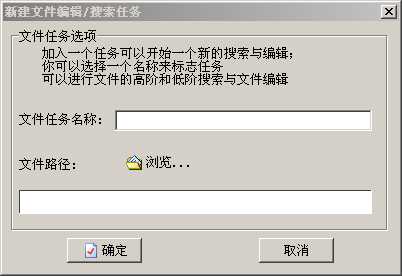 新建文件编辑/搜索任务
文件任务选项
加入一个任务可以开始一个新的搜索与编辑；
你可以选择一个名称来标志任务
可以进行文件的高阶和低阶搜索与文件编辑
文件任务名称：
文件路径：
浏览...
确定
取消